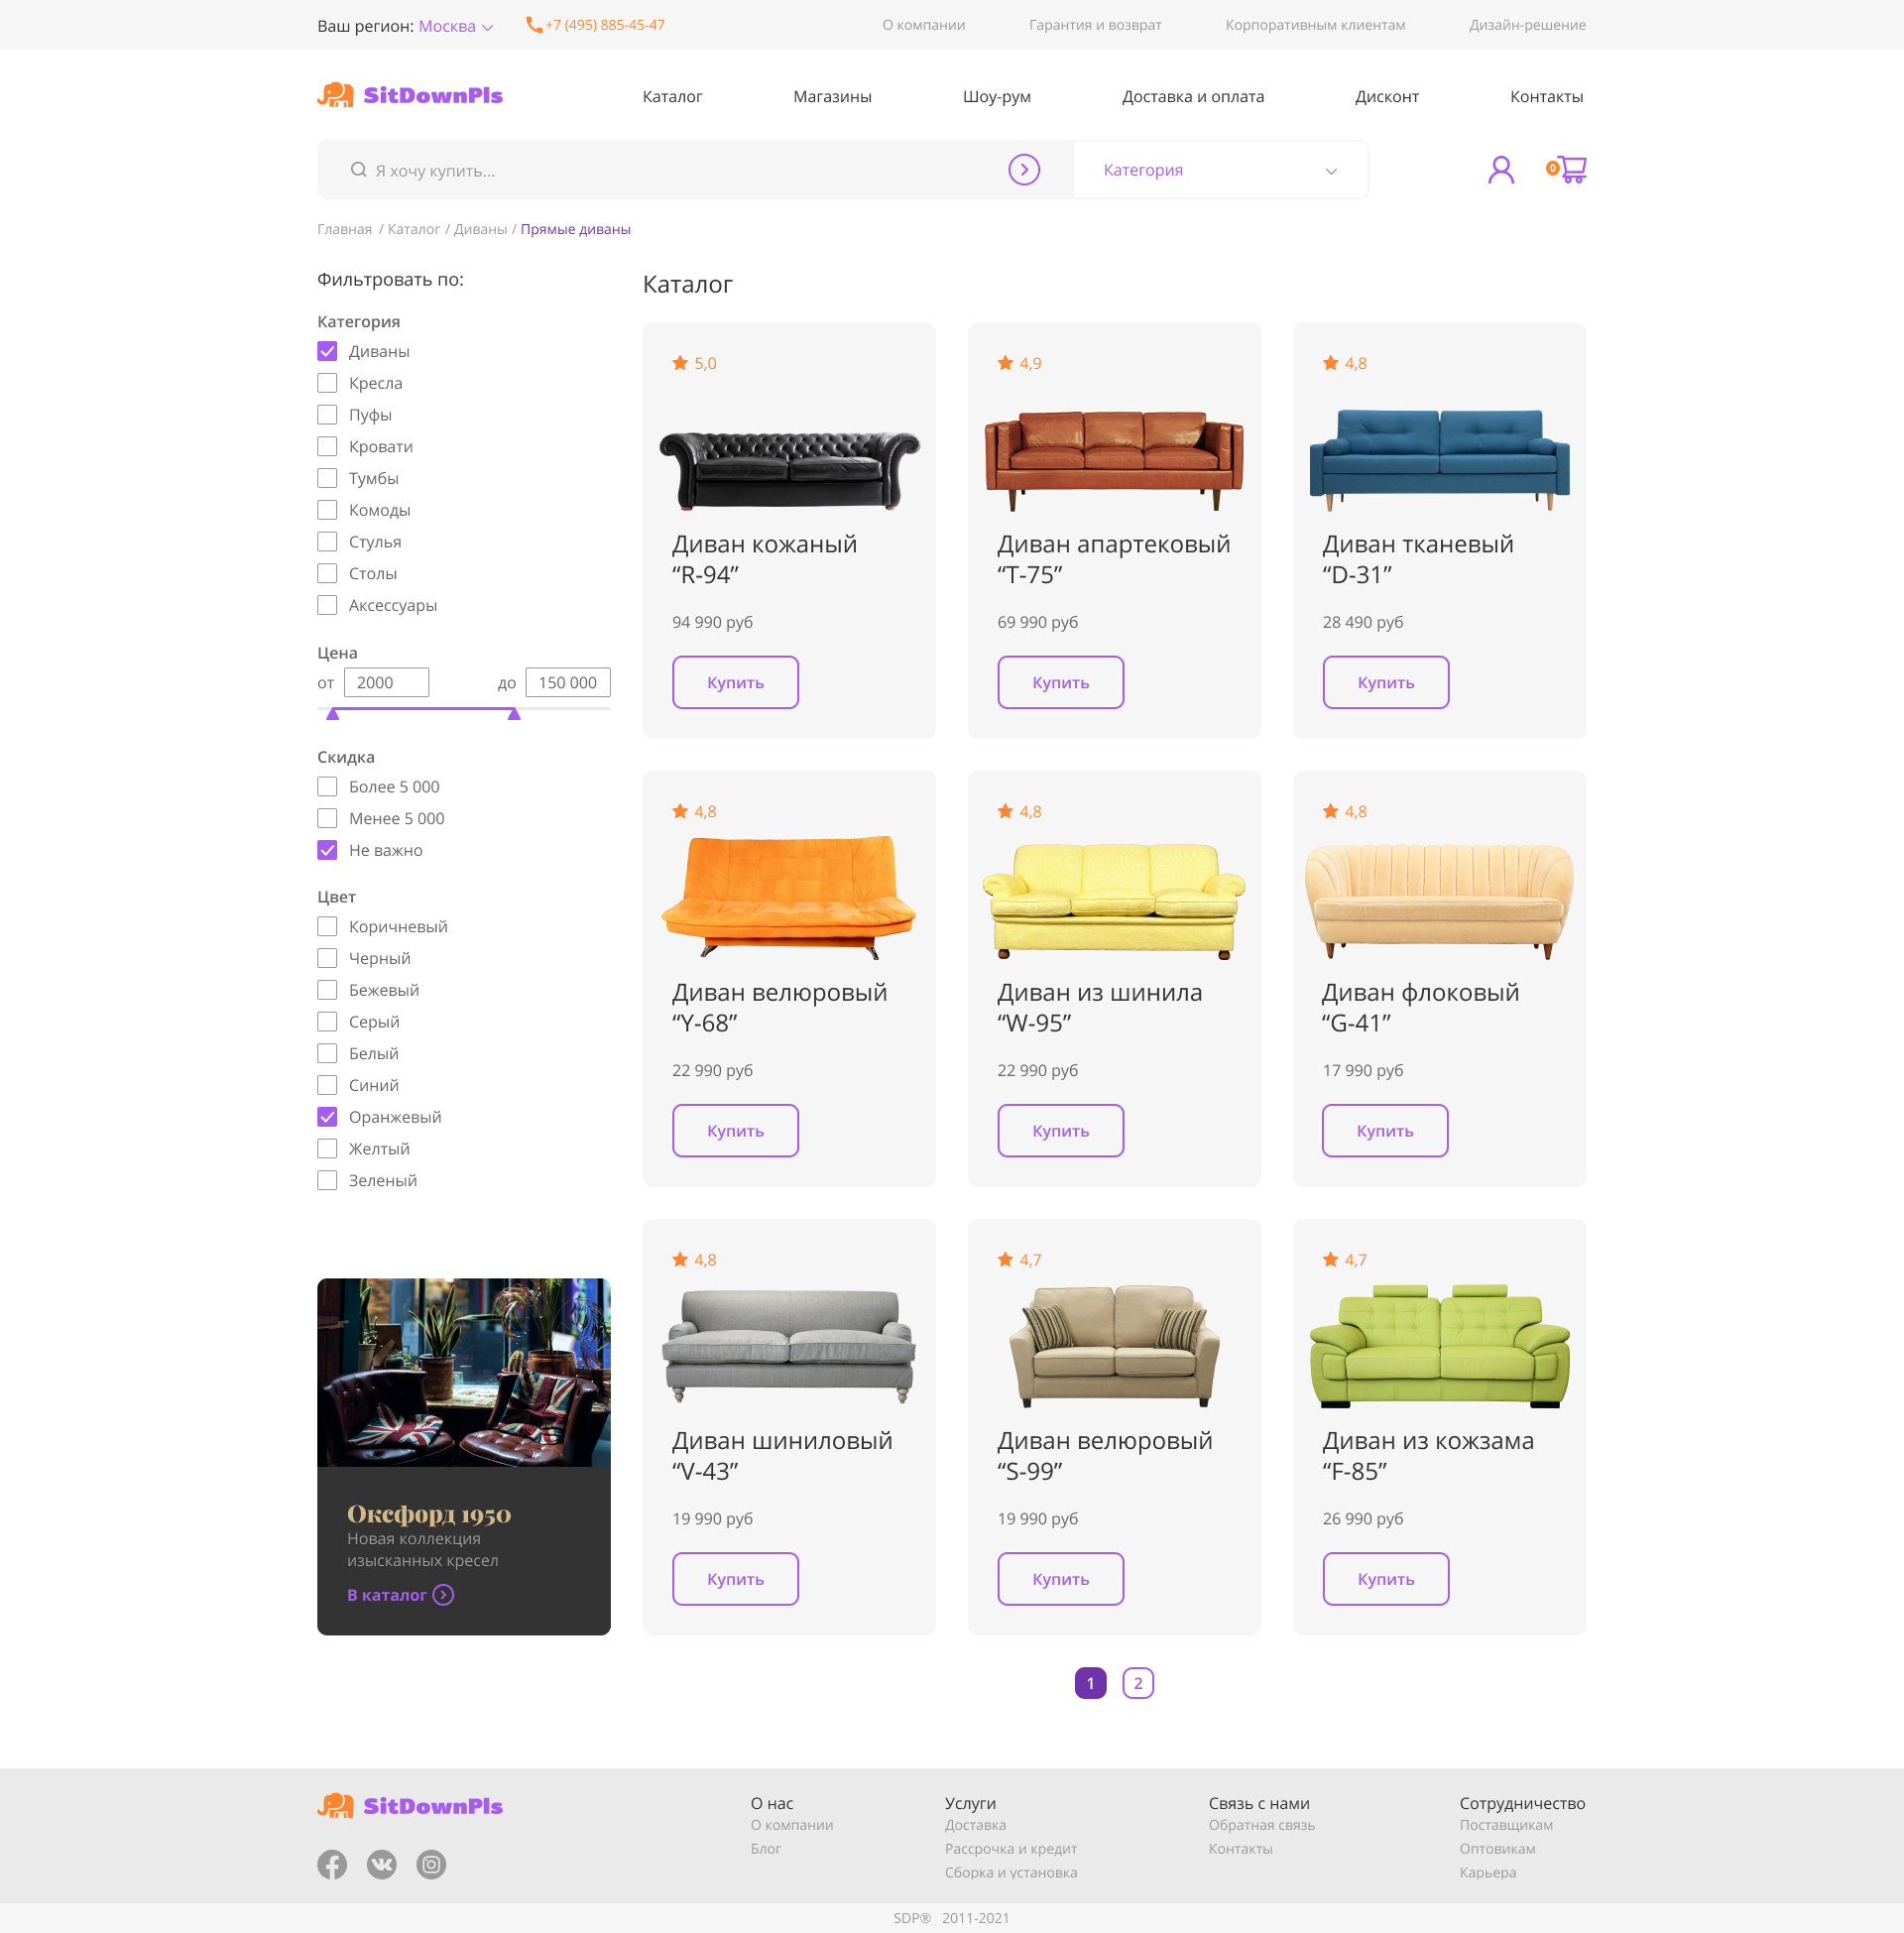 Ваш регион: Москва
+7 (495) 885-45-47
О компании
Гарантия и возврат
Корпоративным клиентам
Дизайн-решение
SitDownPls
Каталог
Магазины
Шоу-рум
Доставка и оплата
Дисконт
Контакты
Я хочу купить...
Категория
0
Главная / Каталог / Диваны / Прямые диваны
Фильтровать по:
Категория
Диваны
Кресла
Пуфы
Кровати
Тумбы
Комоды
Стулья
Столы
Аксессуары
Цена
от 2000 до 150 000
Скидка
Более 5 000
Менее 5 000
Не важно
Цвет
Коричневый
Черный
Бежевый
Серый
Белый
Синий
Оранжевый
Желтый
Зеленый
Оксфорд 1950
Новая коллекция
изысканных кресел
В каталог
Каталог
5,0
Диван кожаный
“R-94”
94 990 руб
Купить
4,9
Диван апартековый
“T-75”
69 990 руб
Купить
4,8
Диван тканевый
“D-31”
28 490 руб
Купить
4,8
Диван велюровый
“Y-68”
22 990 руб
Купить
4,8
Диван из шинила
“W-95”
22 990 руб
Купить
4,8
Диван флоковый
“G-41”
17 990 руб
Купить
4,8
Диван шиниловый
“V-43”
19 990 руб
Купить
4,7
Диван велюровый
“S-99”
19 990 руб
Купить
4,7
Диван из кожзама
“F-85”
26 990 руб
Купить
1
2
SitDownPls
О нас
О компании
Блог
Услуги
Доставка
Рассрочка и кредит
Сборка и установка
Связь с нами
Обратная связь
Контакты
Сотрудничество
Поставщикам
Оптовикам
Карьера
SDP® 2011-2021